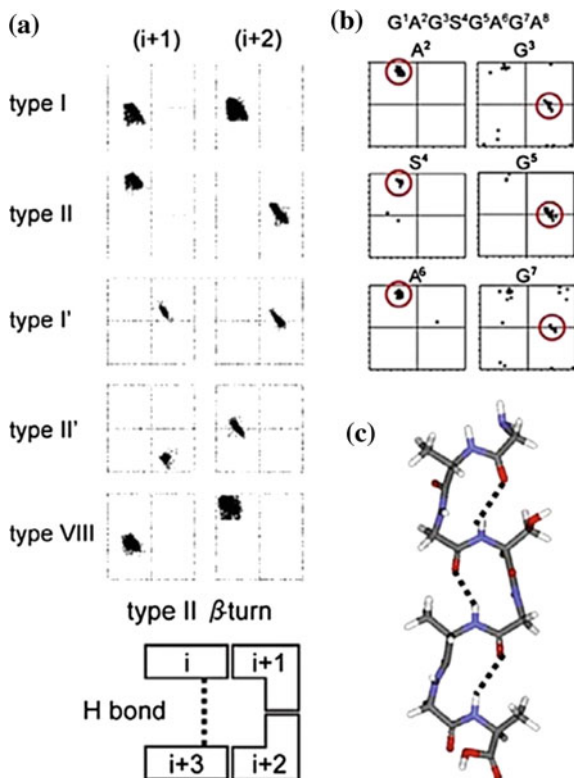 (a)
(i+1) (i+2)
type I
type II
type I'
type II'
type VIII
type II β turn
i i+1
H bond
i+3 i+2
(b)
G¹A²G³S⁴G⁵A⁶G⁷A⁸
A² G³
S⁴ G⁵
A⁶ G⁷
(c)